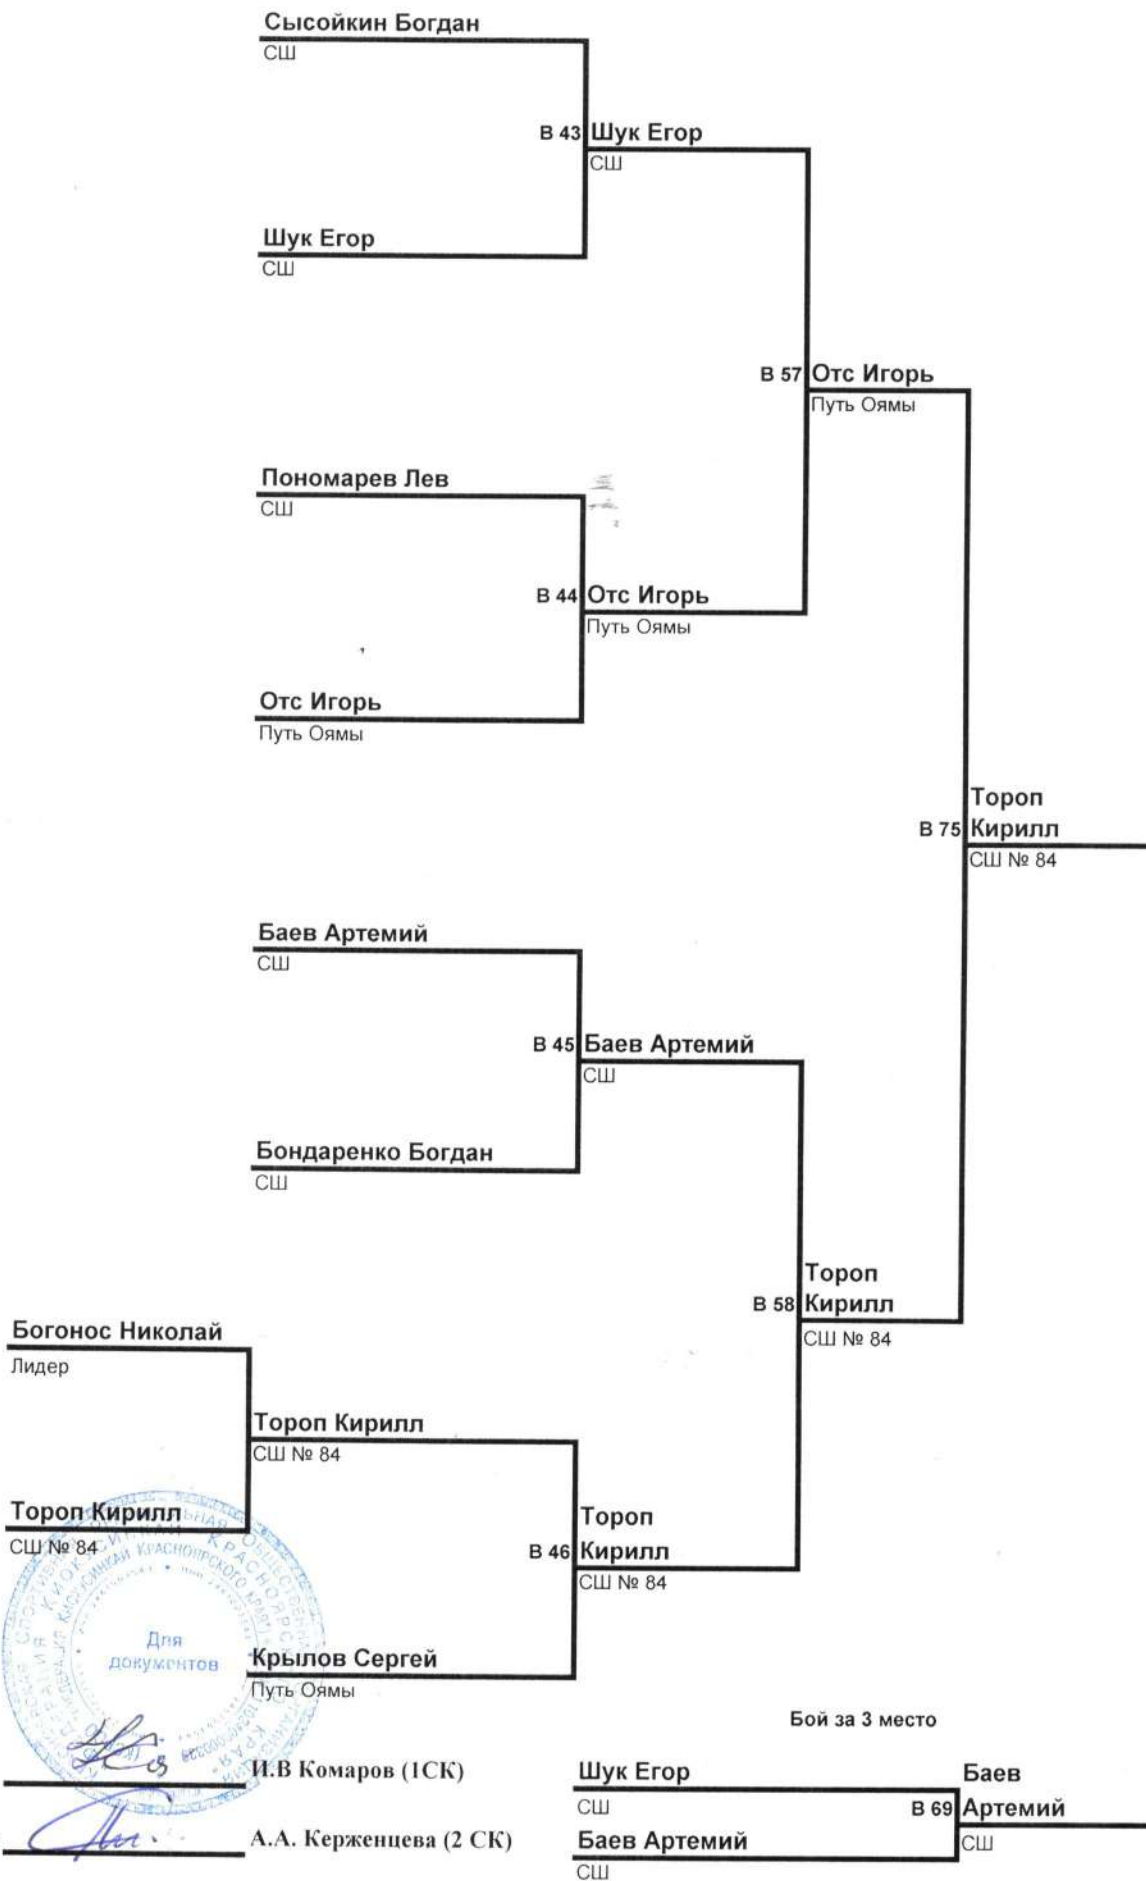 Сысойкин Богдан
СШ
В 43 Шук Егор
СШ
Шук Егор
СШ
В 57 Отс Игорь
Путь Оямы
Пономарев Лев
СШ
В 44 Отс Игорь
Путь Оямы
Отс Игорь
Путь Оямы
Тороп
В 75 Кирилл
СШ № 84
Баев Артемий
СШ
В 45 Баев Артемий
СШ
Бондаренко Богдан
СШ
Тороп
В 58 Кирилл
СШ № 84
Богонос Николай
Лидер
Тороп Кирилл
СШ № 84
Тороп Кирилл
СШ № 84
Тороп
В 46 Кирилл
СШ № 84
Для
документов
Крылов Сергей
Путь Оямы
Бой за 3 место
И.В Комаров (1СК)
Шук Егор
СШ
Баев
В 69 Артемий
СШ
А.А. Керженцева (2 СК)
Баев Артемий
СШ